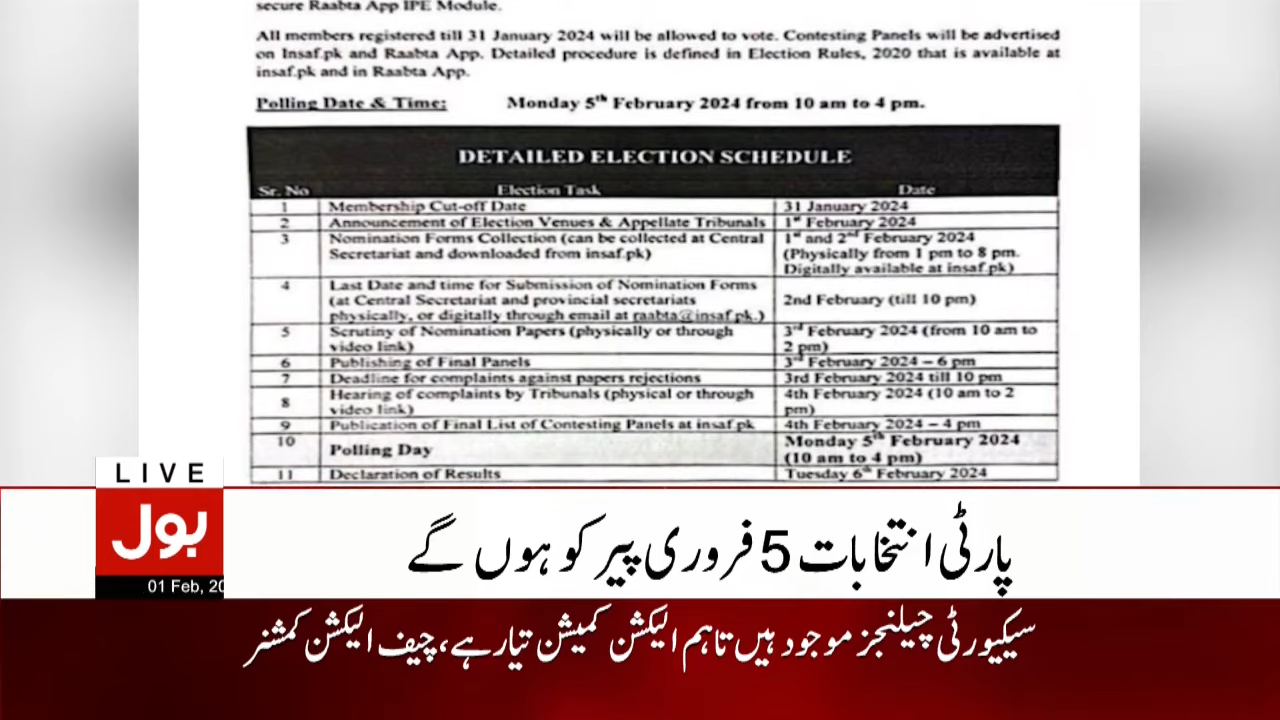 secure Raabta App IPE Module.
All members registered till 31 January 2024 will be allowed to vote. Contesting Panels will be advertised
on Insaf.pk and Raabta App. Detailed procedure is defined in Election Rules, 2020 that is available at
insaf.pk and in Raabta App.
Polling Date & Time: Monday 5th February 2024 from 10 am to 4 pm.
DETAILED ELECTION SCHEDULE
Sr. No Election Task Date
1 Membership Cut-off Date 31 January 2024
2 Announcement of Election Venues & Appellate Tribunals 1st February 2024
3 Nomination Forms Collection (can be collected at Central 1st and 2nd February 2024
Secretariat and downloaded from insaf.pk) (Physically from 1 pm to 8 pm.
Digitally available at insaf.pk)
4 Last Date and time for Submission of Nomination Forms
(at Central Secretariat and provincial secretariats 2nd February (till 10 pm)
physically, or digitally through email at raabta@insaf.pk.)
5 Scrutiny of Nomination Papers (physically or through 3rd February 2024 (from 10 am to
video link) 2 pm)
6 Publishing of Final Panels 3rd February 2024 – 6 pm
7 Deadline for complaints against papers rejections 3rd February 2024 till 10 pm
8 Hearing of complaints by Tribunals (physical or through 4th February 2024 (10 am to 2
video link) pm)
9 Publication of Final List of Contesting Panels at insaf.pk 4th February 2024 – 4 pm
10 Polling Day Monday 5th February 2024
(10 am to 4 pm)
11 Declaration of Results Tuesday 6th February 2024
LIVE
بول
01 Feb, 20
پارٹی انتخابات 5 فروری پیر کو ہوں گے
سیکیورٹی چیلنجز موجود ہیں تاہم الیکشن کمیشن تیار ہے، چیف الیکشن کمشنر